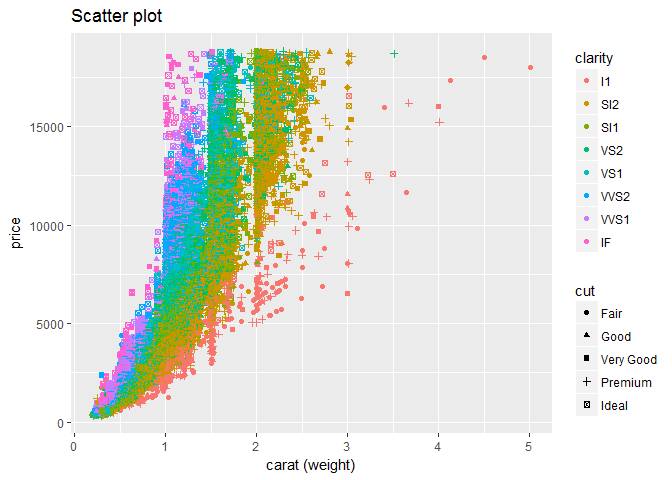 Scatter plot
15000
10000
5000
0
price
0
1
2
3
4
5
carat (weight)
clarity
I1
SI2
SI1
VS2
VS1
VVS2
VVS1
IF
cut
Fair
Good
Very Good
Premium
Ideal